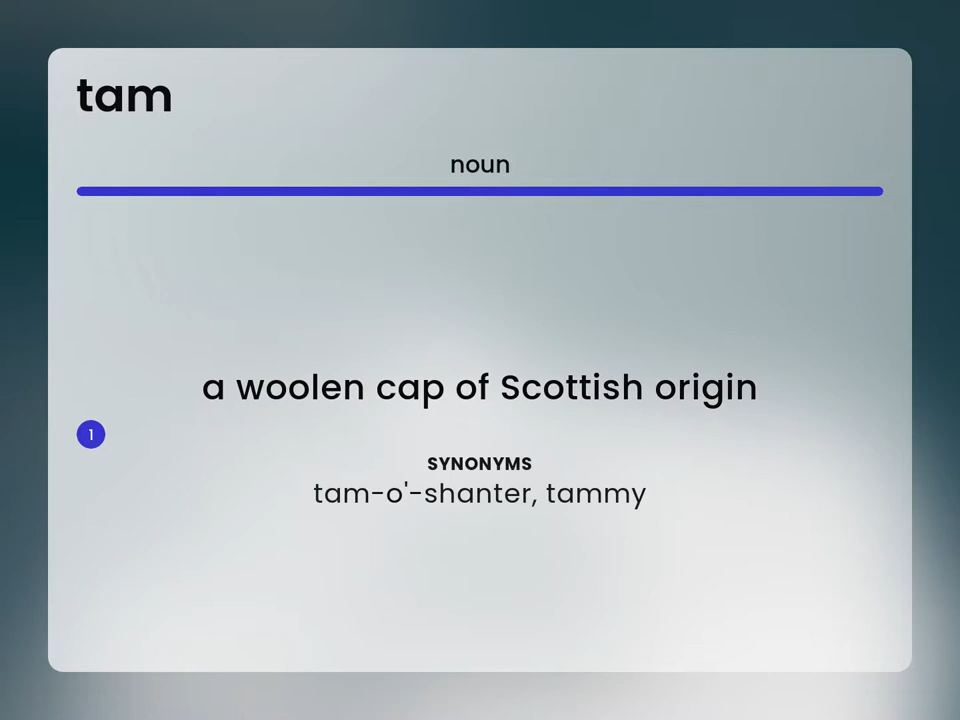 tam
noun
a woolen cap of Scottish origin
1
SYNONYMS
tam-o'-shanter, tammy